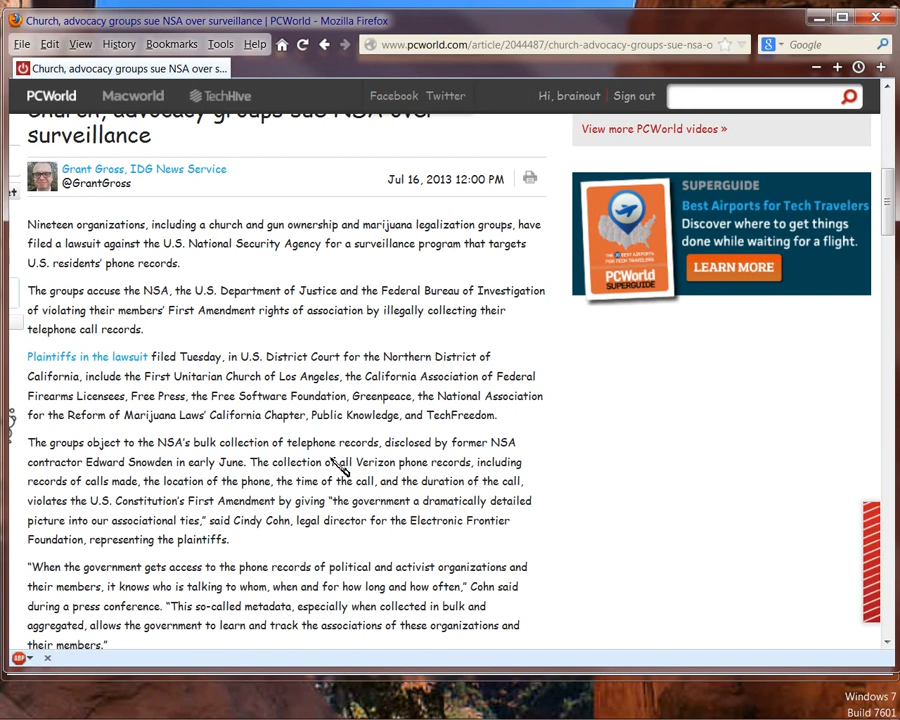 Church, advocacy groups sue NSA over surveillance | PCWorld - Mozilla Firefox
File Edit View History Bookmarks Tools Help
www.pcworld.com/article/2044487/church-advocacy-groups-sue-nsa-o
Google
Church, advocacy groups sue NSA over s...
PCWorld Macworld TechHive Facebook Twitter Hi, brainout Sign out
Church, advocacy groups sue NSA over
surveillance
View more PCWorld videos »
Grant Gross, IDG News Service
@GrantGross
Jul 16, 2013 12:00 PM
Nineteen organizations, including a church and gun ownership and marijuana legalization groups, have
filed a lawsuit against the U.S. National Security Agency for a surveillance program that targets
U.S. residents' phone records.
The groups accuse the NSA, the U.S. Department of Justice and the Federal Bureau of Investigation
of violating their members' First Amendment rights of association by illegally collecting their
telephone call records.
Plaintiffs in the lawsuit filed Tuesday, in U.S. District Court for the Northern District of
California, include the First Unitarian Church of Los Angeles, the California Association of Federal
Firearms Licensees, Free Press, the Free Software Foundation, Greenpeace, the National Association
for the Reform of Marijuana Laws' California Chapter, Public Knowledge, and TechFreedom.
The groups object to the NSA's bulk collection of telephone records, disclosed by former NSA
contractor Edward Snowden in early June. The collection of all Verizon phone records, including
records of calls made, the location of the phone, the time of the call, and the duration of the call,
violates the U.S. Constitution's First Amendment by giving "the government a dramatically detailed
picture into our associational ties," said Cindy Cohn, legal director for the Electronic Frontier
Foundation, representing the plaintiffs.
"When the government gets access to the phone records of political and activist organizations and
their members, it knows who is talking to whom, when and for how long and how often," Cohn said
during a press conference. "This so-called metadata, especially when collected in bulk and
aggregated, allows the government to learn and track the associations of these organizations and
their members."
SUPERGUIDE
Best Airports for Tech Travelers
Discover where to get things
done while waiting for a flight.
LEARN MORE
PCWorld
SUPERGUIDE
ABP
Windows 7
Build 7601